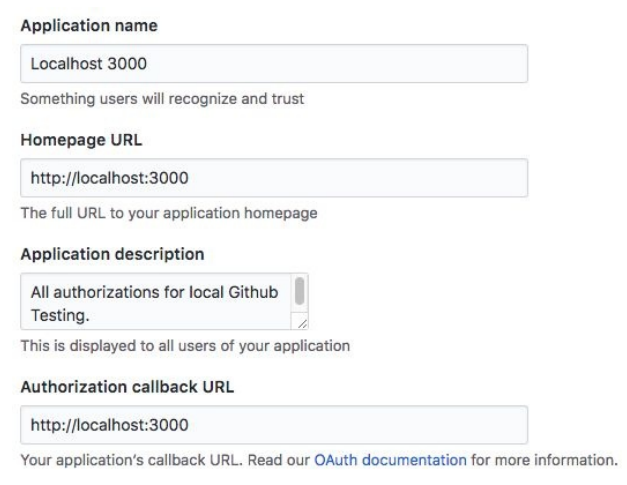 Application name
Localhost 3000
Something users will recognize and trust
Homepage URL
http://localhost:3000
The full URL to your application homepage
Application description
All authorizations for local Github
Testing.
This is displayed to all users of your application
Authorization callback URL
http://localhost:3000
Your application's callback URL. Read our OAuth documentation for more information.